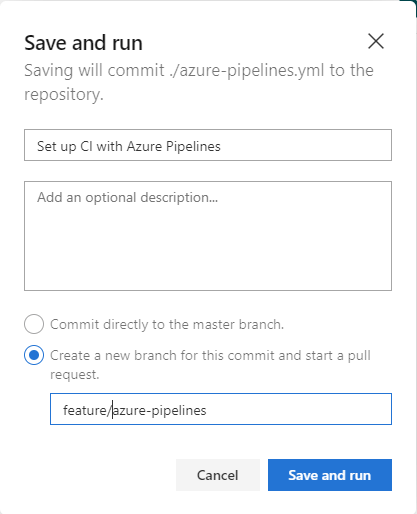 Save and run
Saving will commit ./azure-pipelines.yml to the
repository.
Set up CI with Azure Pipelines
Add an optional description...
Commit directly to the master branch.
Create a new branch for this commit and start a pull
request.
feature/azure-pipelines
Cancel
Save and run